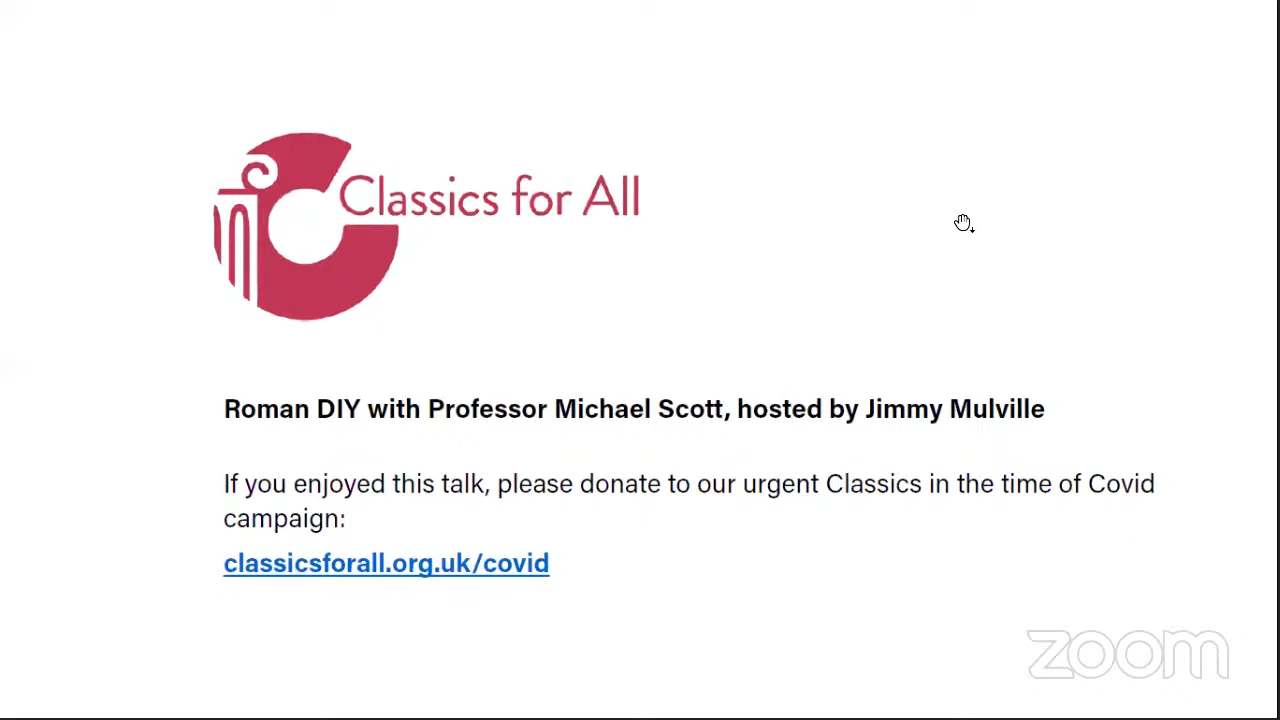 Classics for All
Roman DIY with Professor Michael Scott, hosted by Jimmy Mulville
If you enjoyed this talk, please donate to our urgent Classics in the time of Covid
campaign:
classicsforall.org.uk/covid
zoom